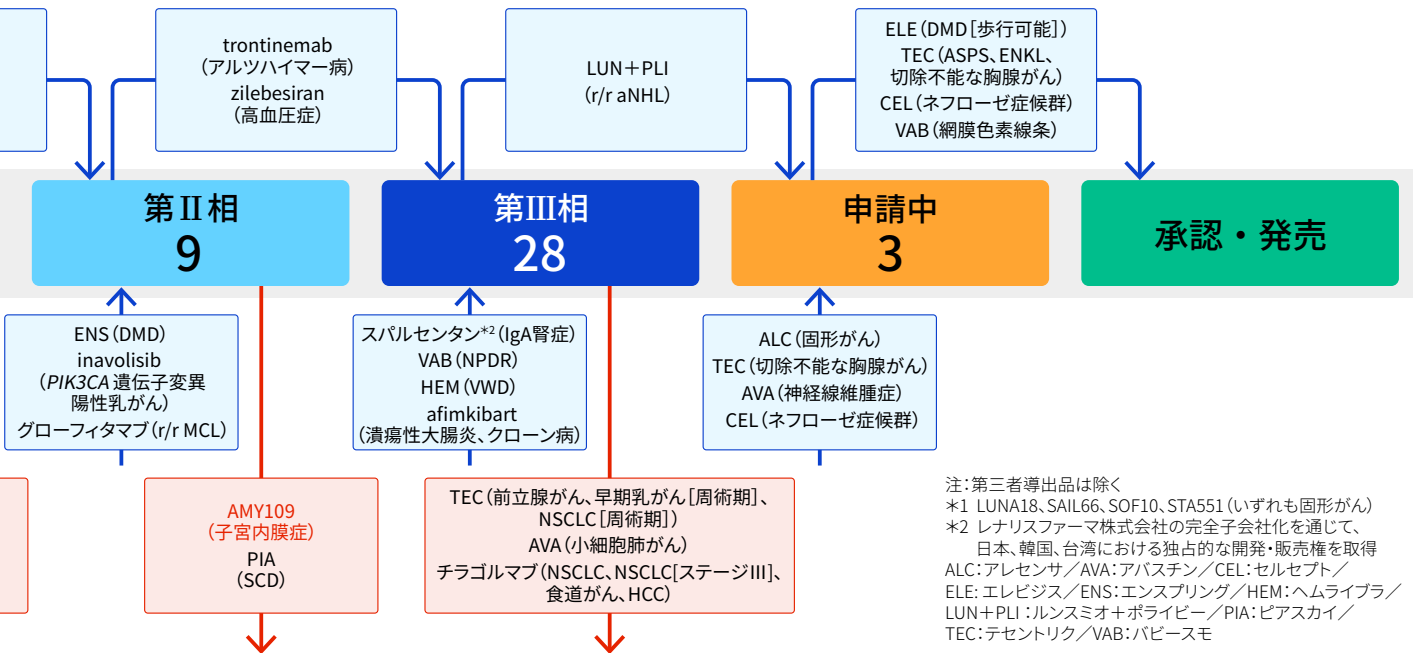 trontinemab
（アルツハイマー病）
zilebesiran
（高血圧症）
LUN＋PLI
（r/r aNHL）
ELE（DMD［歩行可能］）
TEC（ASPS、ENKL、
切除不能な胸腺がん）
CEL（ネフローゼ症候群）
VAB（網膜色素線条）
第Ⅱ相
9
第Ⅲ相
28
申請中
3
承認・発売
ENS（DMD）
inavolisib
（PIK3CA 遺伝子変異
陽性乳がん）
グローフィタマブ（r/r MCL）
スパルセンタン*2（IgA腎症）
VAB（NPDR）
HEM（VWD）
afimkibart
（潰瘍性大腸炎、クローン病）
ALC（固形がん）
TEC（切除不能な胸腺がん）
AVA（神経線維腫症）
CEL（ネフローゼ症候群）
AMY109
（子宮内膜症）
PIA
（SCD）
TEC（前立腺がん、早期乳がん［周術期］、
NSCLC［周術期］）
AVA（小細胞肺がん）
チラゴルマブ（NSCLC、NSCLC[ステージIII]、
食道がん、HCC）
注：第三者導出品は除く
*1 LUNA18、SAIL66、SOF10、STA551（いずれも固形がん）
*2 レナリスファーマ株式会社の完全子会社化を通じて、
日本、韓国、台湾における独占的な開発・販売権を取得
ALC：アレセンサ／AVA：アバスチン／CEL：セルセプト／
ELE: エレビジス／ENS：エンスプリング／HEM：ヘムライブラ／
LUN＋PLI：ルンスミオ＋ポライビー／PIA：ピアスカイ／
TEC：テセントリク／VAB：バビースモ